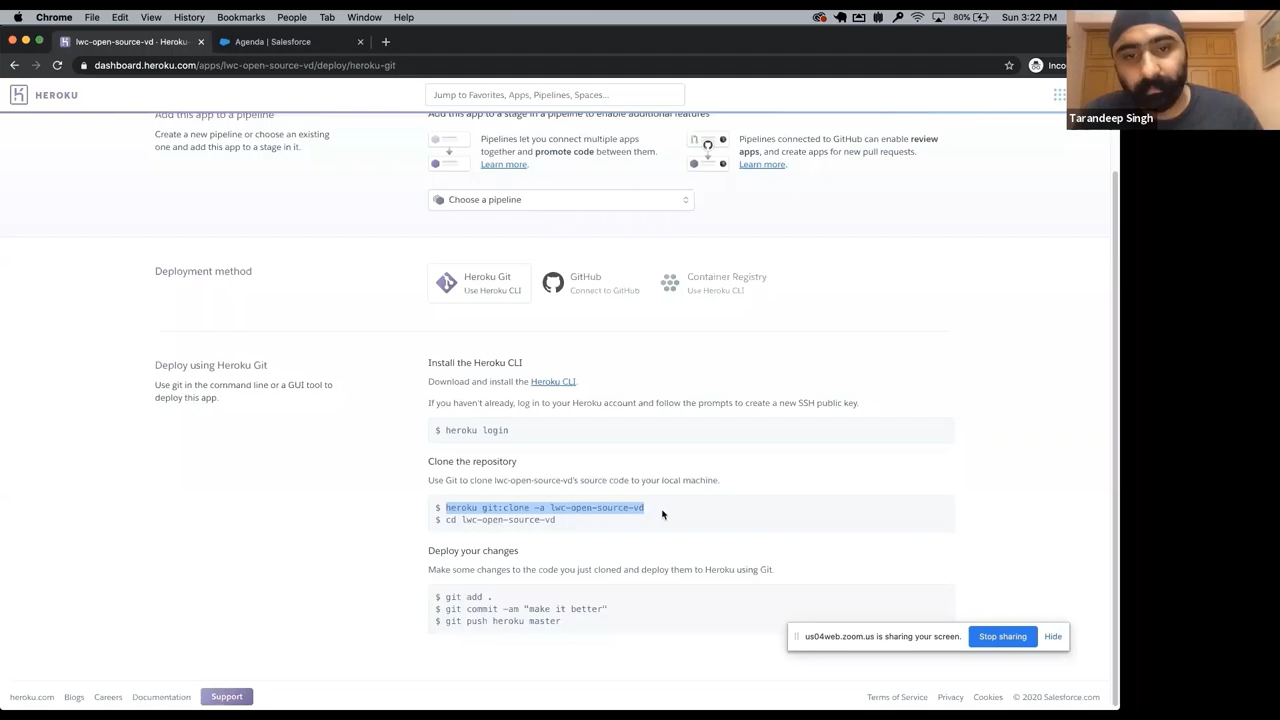 Chrome File Edit View History Bookmarks People Tab Window Help
80% Sun 3:22 PM
lwc-open-source-vd · Heroku
Agenda | Salesforce
dashboard.heroku.com/apps/lwc-open-source-vd/deploy/heroku-git
HEROKU
Jump to Favorites, Apps, Pipelines, Spaces...
Tarandeep Singh
Add this app to a pipeline
Create a new pipeline or choose an existing
one and add this app to a stage in it.
Add this app to a stage in a pipeline to enable additional features
Pipelines let you connect multiple apps
together and promote code between them.
Learn more.
Pipelines connected to GitHub can enable review
apps, and create apps for new pull requests.
Learn more.
Choose a pipeline
Deployment method
Heroku Git
Use Heroku CLI
GitHub
Connect to GitHub
Container Registry
Use Heroku CLI
Deploy using Heroku Git
Use git in the command line or a GUI tool to
deploy this app.
Install the Heroku CLI
Download and install the Heroku CLI.
If you haven't already, log in to your Heroku account and follow the prompts to create a new SSH public key.
$ heroku login
Clone the repository
Use Git to clone lwc-open-source-vd's source code to your local machine.
$ heroku git:clone -a lwc-open-source-vd
$ cd lwc-open-source-vd
Deploy your changes
Make some changes to the code you just cloned and deploy them to Heroku using Git.
$ git add .
$ git commit -am "make it better"
$ git push heroku master
us04web.zoom.us is sharing your screen. Stop sharing Hide
heroku.com Blogs Careers Documentation Support
Terms of Service Privacy Cookies © 2020 Salesforce.com